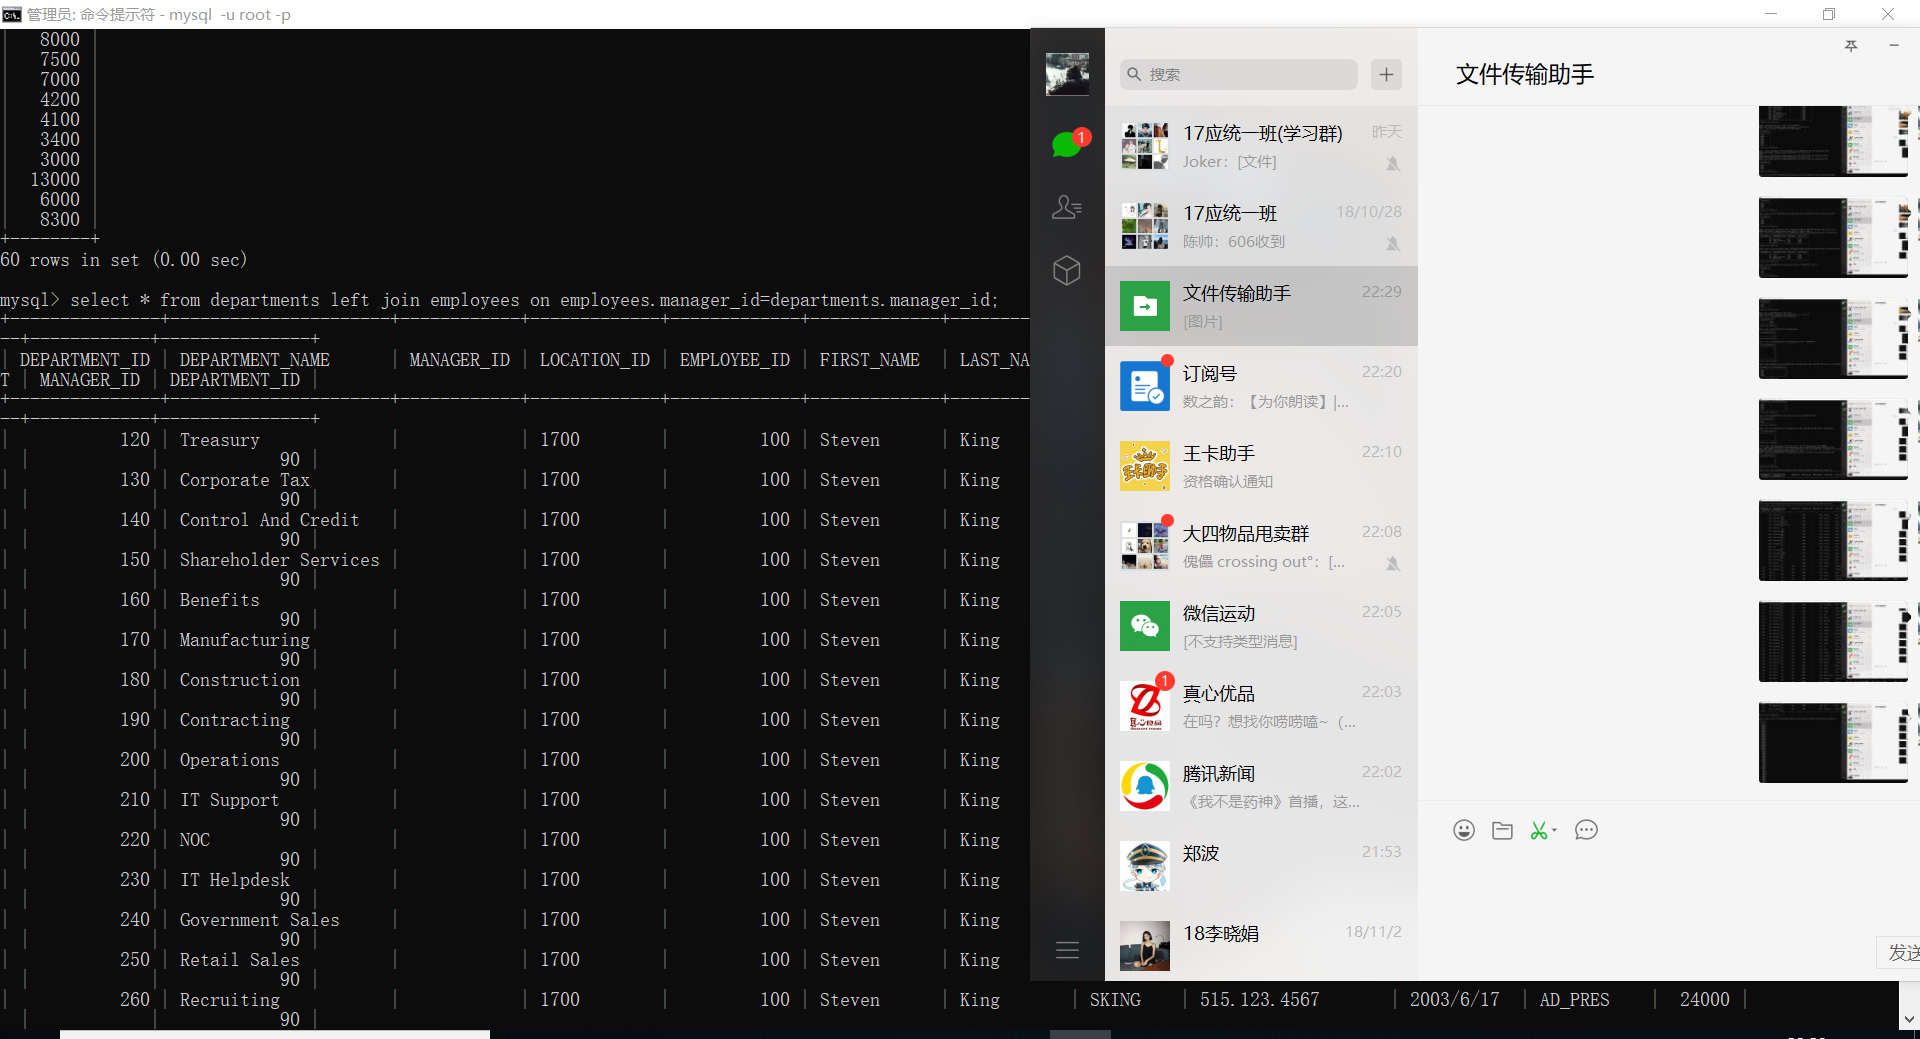 管理员: 命令提示符 - mysql  -u root -p
8000 |
7500 |
7000 |
4200 |
4100 |
3400 |
3000 |
13000 |
6000 |
8300 |
+--------+
60 rows in set (0.00 sec)
mysql> select * from departments left join employees on employees.manager_id=departments.manager_id;
| DEPARTMENT_ID | DEPARTMENT_NAME | MANAGER_ID | LOCATION_ID | EMPLOYEE_ID | FIRST_NAME | LAST_NA
T | MANAGER_ID | DEPARTMENT_ID |
| 120 | Treasury | | 1700 | 100 | Steven | King
| | 90 |
| 130 | Corporate Tax | | 1700 | 100 | Steven | King
| | 90 |
| 140 | Control And Credit | | 1700 | 100 | Steven | King
| | 90 |
| 150 | Shareholder Services | | 1700 | 100 | Steven | King
| | 90 |
| 160 | Benefits | | 1700 | 100 | Steven | King
| | 90 |
| 170 | Manufacturing | | 1700 | 100 | Steven | King
| | 90 |
| 180 | Construction | | 1700 | 100 | Steven | King
| | 90 |
| 190 | Contracting | | 1700 | 100 | Steven | King
| | 90 |
| 200 | Operations | | 1700 | 100 | Steven | King
| | 90 |
| 210 | IT Support | | 1700 | 100 | Steven | King
| | 90 |
| 220 | NOC | | 1700 | 100 | Steven | King
| | 90 |
| 230 | IT Helpdesk | | 1700 | 100 | Steven | King
| | 90 |
| 240 | Government Sales | | 1700 | 100 | Steven | King
| | 90 |
| 250 | Retail Sales | | 1700 | 100 | Steven | King
| | 90 |
| 260 | Recruiting | | 1700 | 100 | Steven | King | SKING | 515.123.4567 | 2003/6/17 | AD_PRES | 24000 |
| | 90 |
1
搜索
17应统一班(学习群) 昨天
Joker: [文件]
17应统一班 18/10/28
陈帅: 606收到
文件传输助手 22:29
[图片]
订阅号 22:20
数之韵: 【为你朗读】|...
王卡助手 22:10
资格确认通知
王卡助手
大四物品甩卖群 22:08
傀儡 crossing out°: [...
微信运动 22:05
[不支持类型消息]
1
真心优品 22:03
在吗? 想找你唠唠嗑~ (...
腾讯新闻 22:02
《我不是药神》首播，这...
郑波 21:53
18李晓娟 18/11/2
文件传输助手
发送